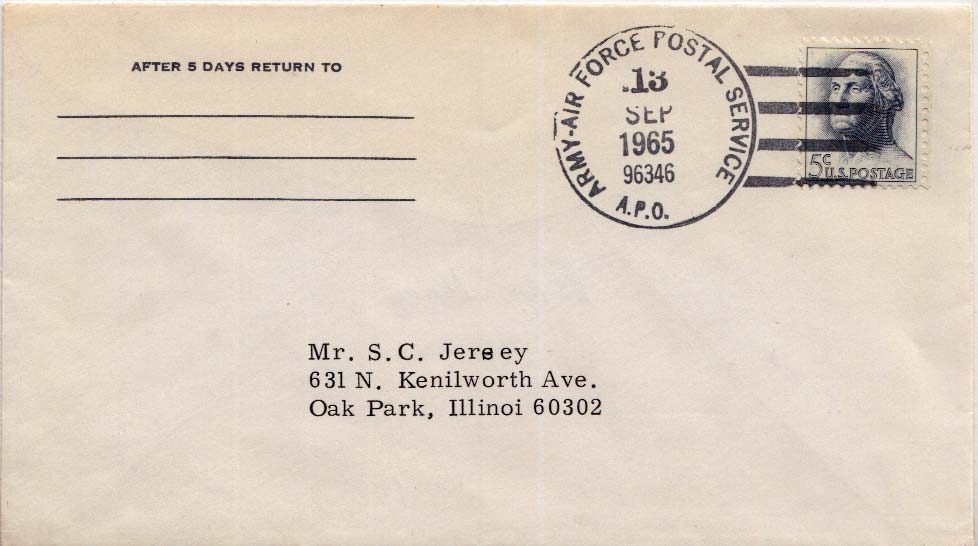 AFTER 5 DAYS RETURN TO
ARMY-AIR FORCE POSTAL SERVICE
13
SEP
1965
96346
A.P.O.
5c
U.S. POSTAGE
Mr. S.C. Jersey
631 N. Kenilworth Ave.
Oak Park, Illinoi 60302